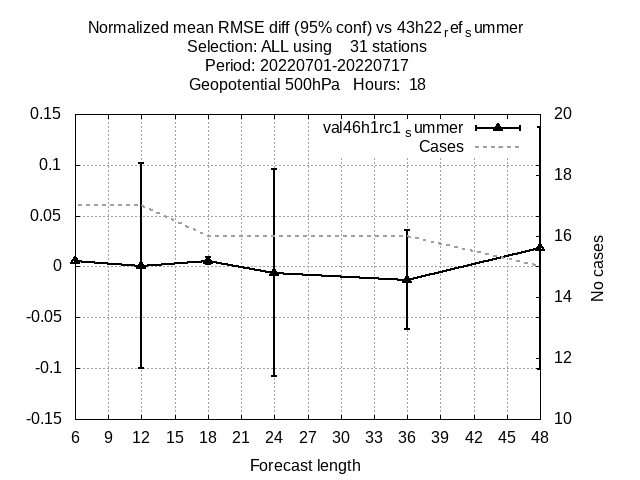 Normalized mean RMSE diff (95% conf) vs 43h22ref summer
Selection: ALL using 31 stations
Period: 20220701-20220717
Geopotential 500hPa Hours: 18
val46h1rc1summer
Cases
0.15
0.1
0.05
0
-0.05
-0.1
-0.15
20
18
16
14
12
10
No cases
6 9 12 15 18 21 24 27 30 33 36 39 42 45 48
Forecast length